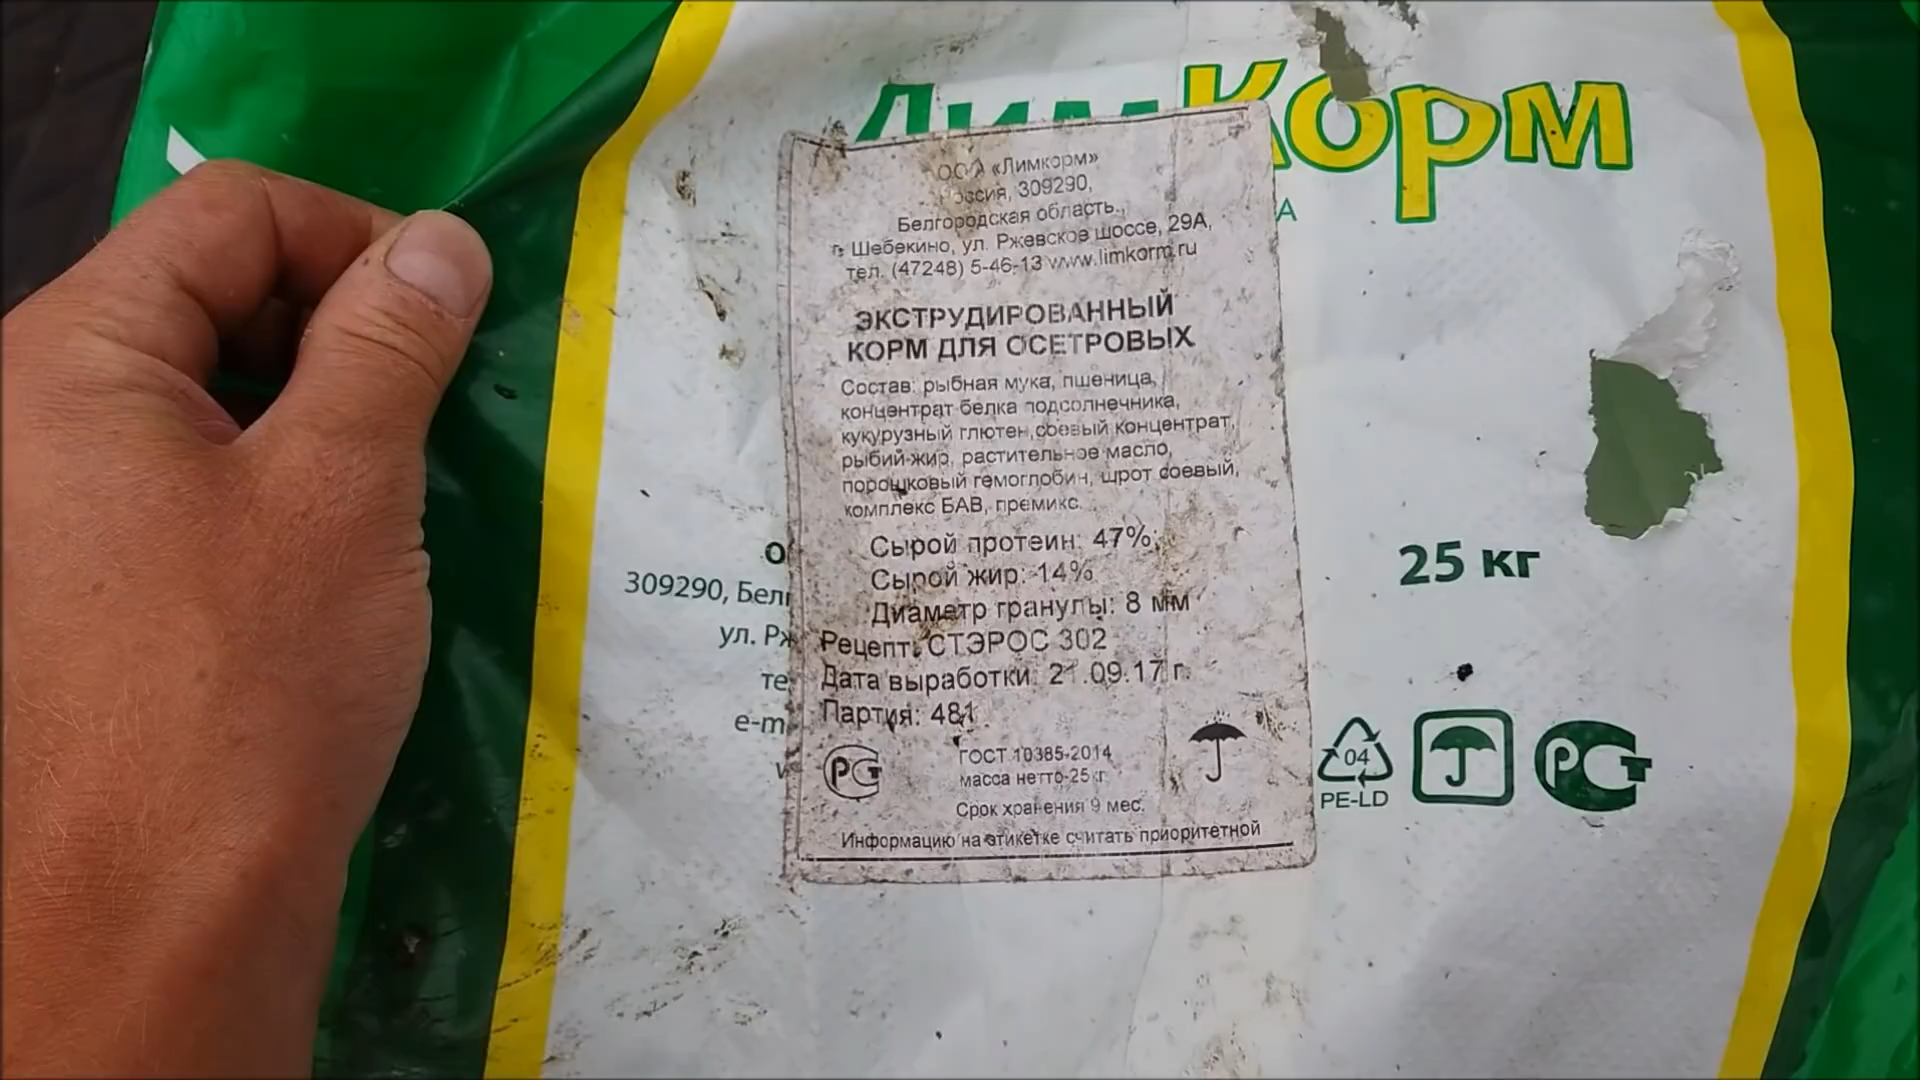 ЛимКорм
ООО «Лимкорм»
Россия, 309290,
Белгородская область.,
г. Шебекино, ул. Ржевское шоссе, 29А,
тел. (47248) 5-46-13 www.limkorm.ru
ЭКСТРУДИРОВАННЫЙ
КОРМ ДЛЯ ОСЕТРОВЫХ
Состав: рыбная мука, пшеница,
концентрат белка подсолнечника,
кукурузный глютен,соевый концентрат,
рыбий жир, растительное масло,
порошковый гемоглобин, шрот соевый,
комплекс БАВ, премикс.
Сырой протеин: 47%
Сырой жир: 14%
Диаметр гранулы: 8 мм
Рецепт: СТЭРОС 302
Дата выработки: 21.09.17 г.
Партия: 481
РСТ
ГОСТ 10385-2014
масса нетто-25кг
Срок хранения 9 мес.
Информацию на этикетке считать приоритетной
309290, Бел
ул. Рж
те
e-m
25 кг
04
PE-LD
РСТ